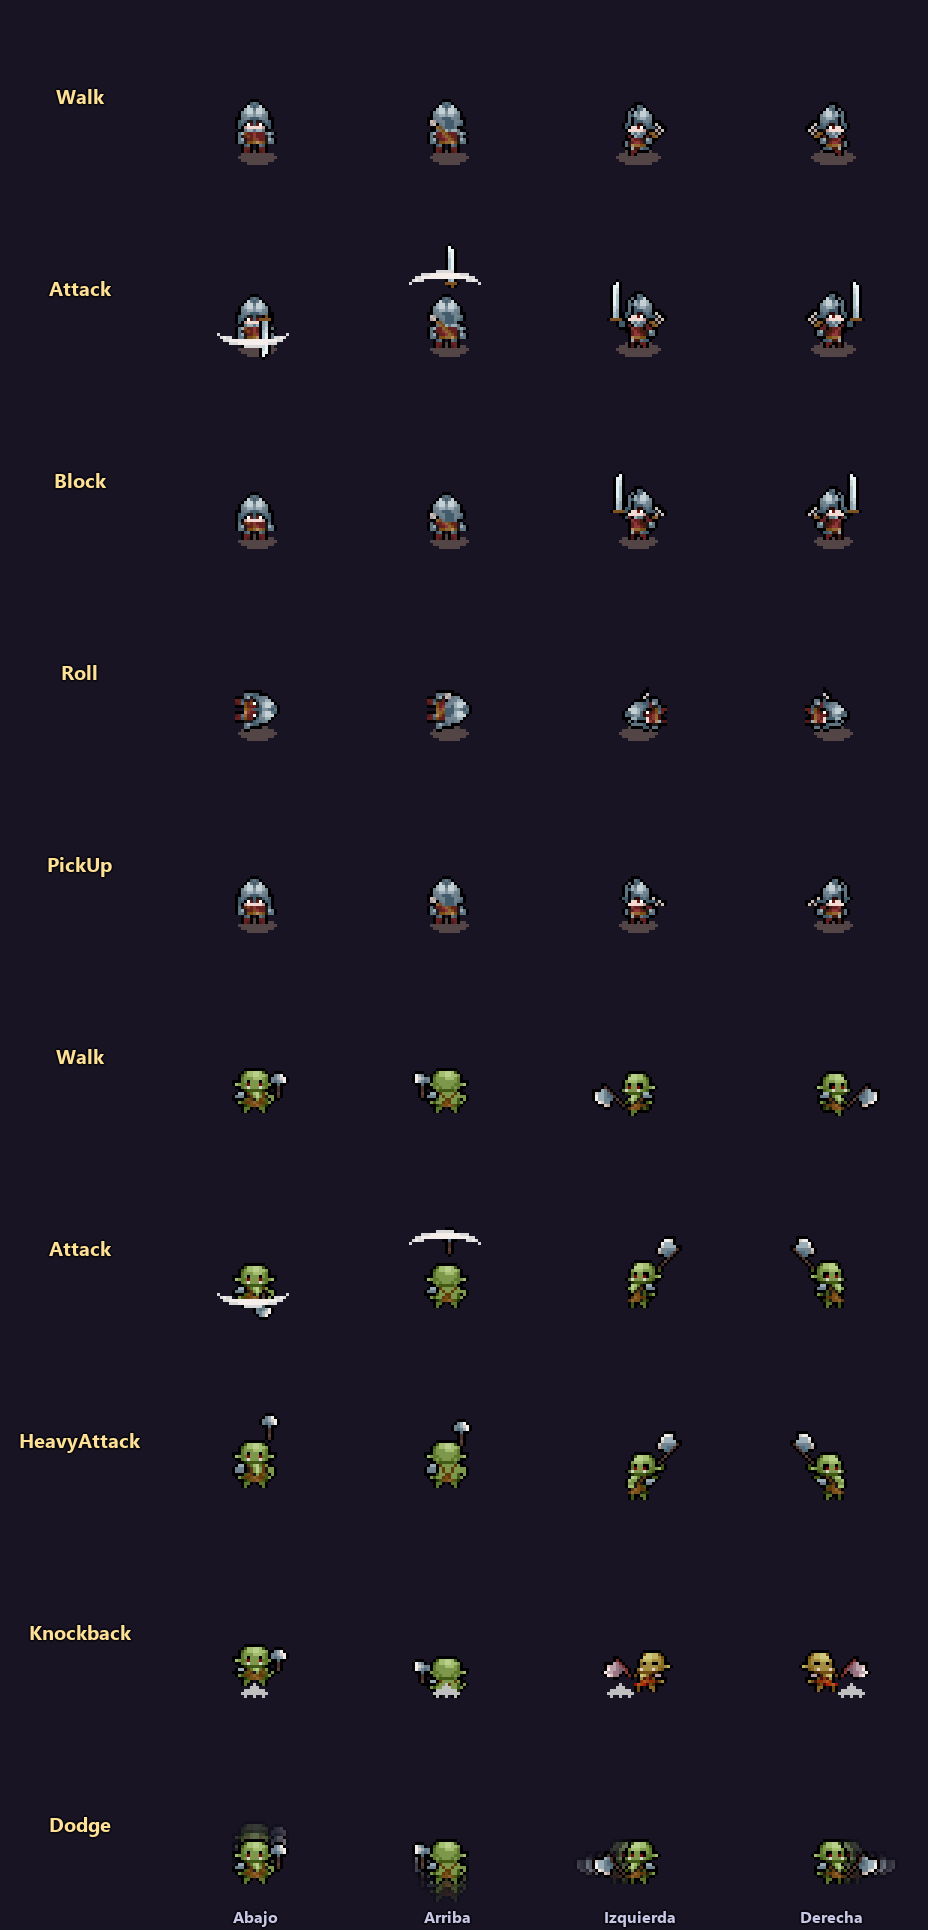 Walk
Attack
Block
Roll
PickUp
Walk
Attack
HeavyAttack
Knockback
Dodge
Abajo Arriba Izquierda Derecha